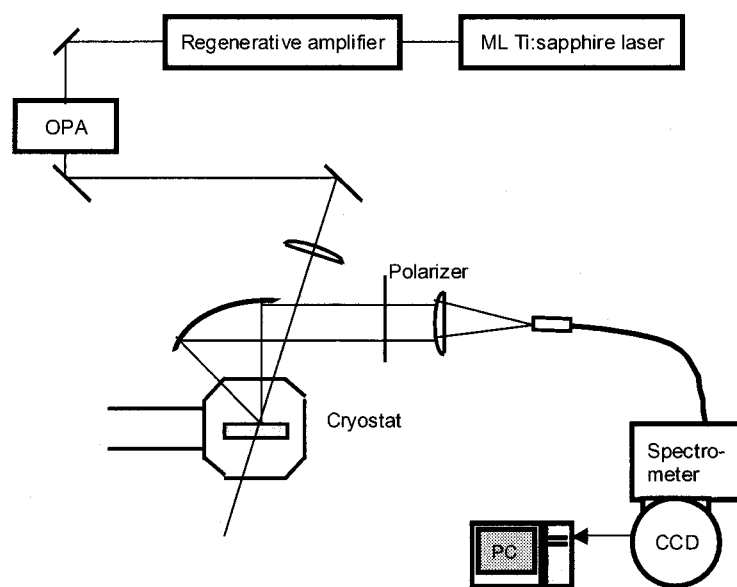 Regenerative amplifier
ML Ti:sapphire laser
OPA
Polarizer
Cryostat
Spectro-
meter
CCD
PC